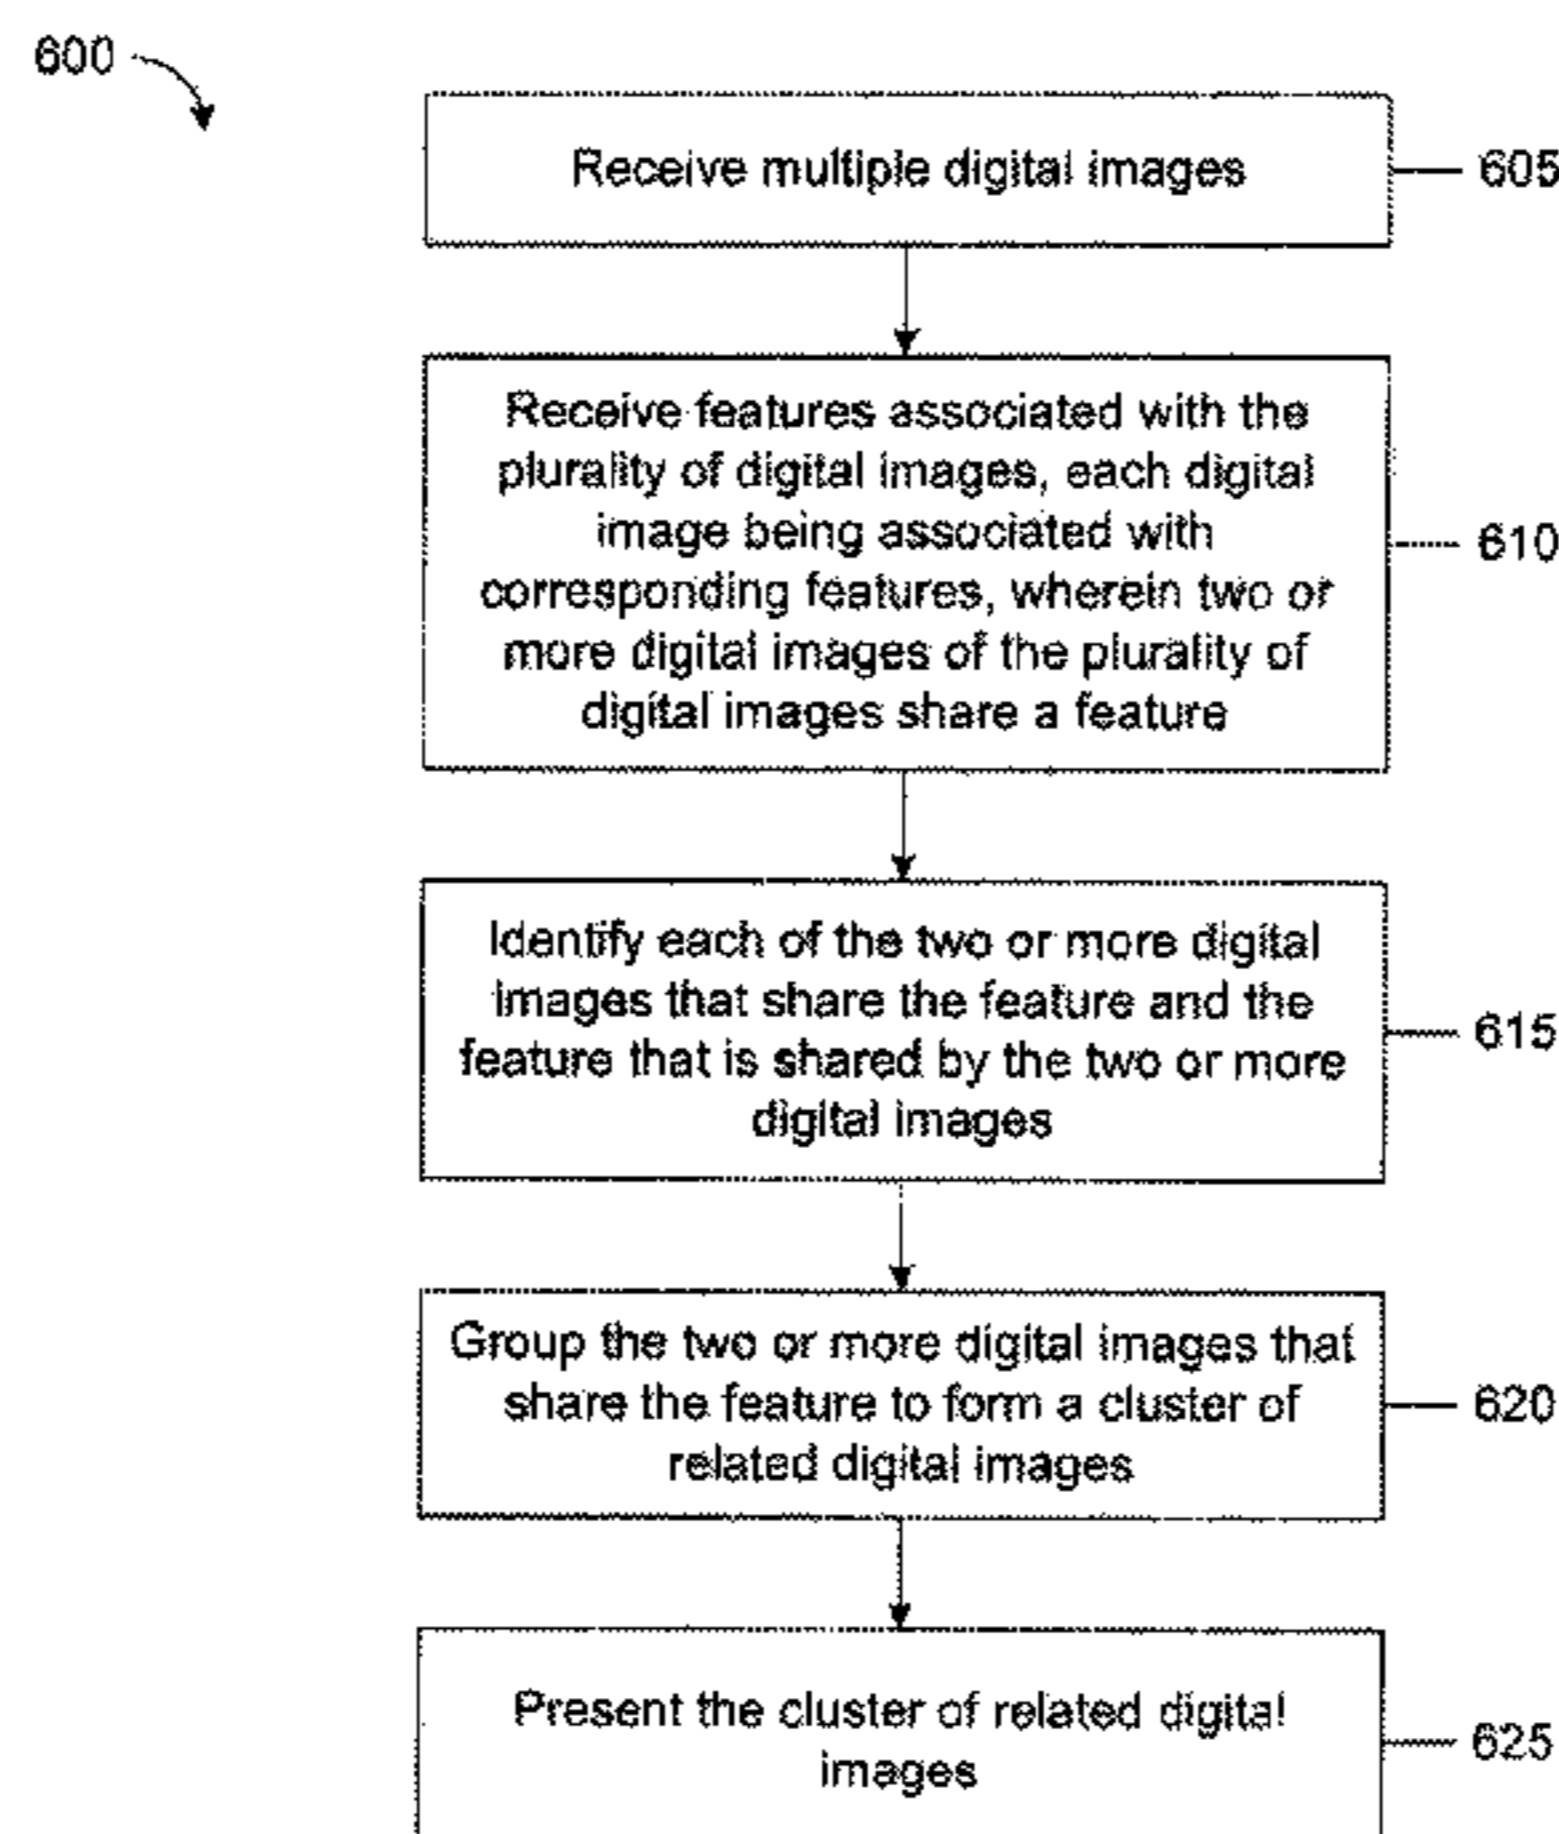 600
Receive multiple digital images
605
Receive features associated with the
plurality of digital images, each digital
image being associated with
corresponding features, wherein two or
more digital images of the plurality of
digital images share a feature
610
Identify each of the two or more digital
images that share the feature and the
feature that is shared by the two or more
digital images
615
Group the two or more digital images that
share the feature to form a cluster of
related digital images
620
Present the cluster of related digital
images
625